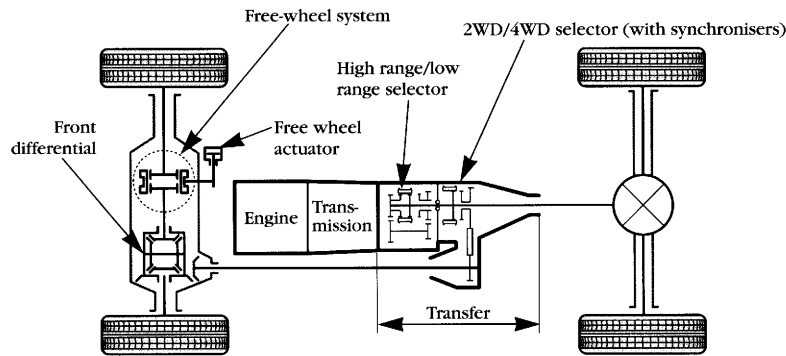 Free-wheel system
2WD/4WD selector (with synchronisers)
High range/low
range selector
Front
differential
Free wheel
actuator
Engine
Trans-
mission
Transfer